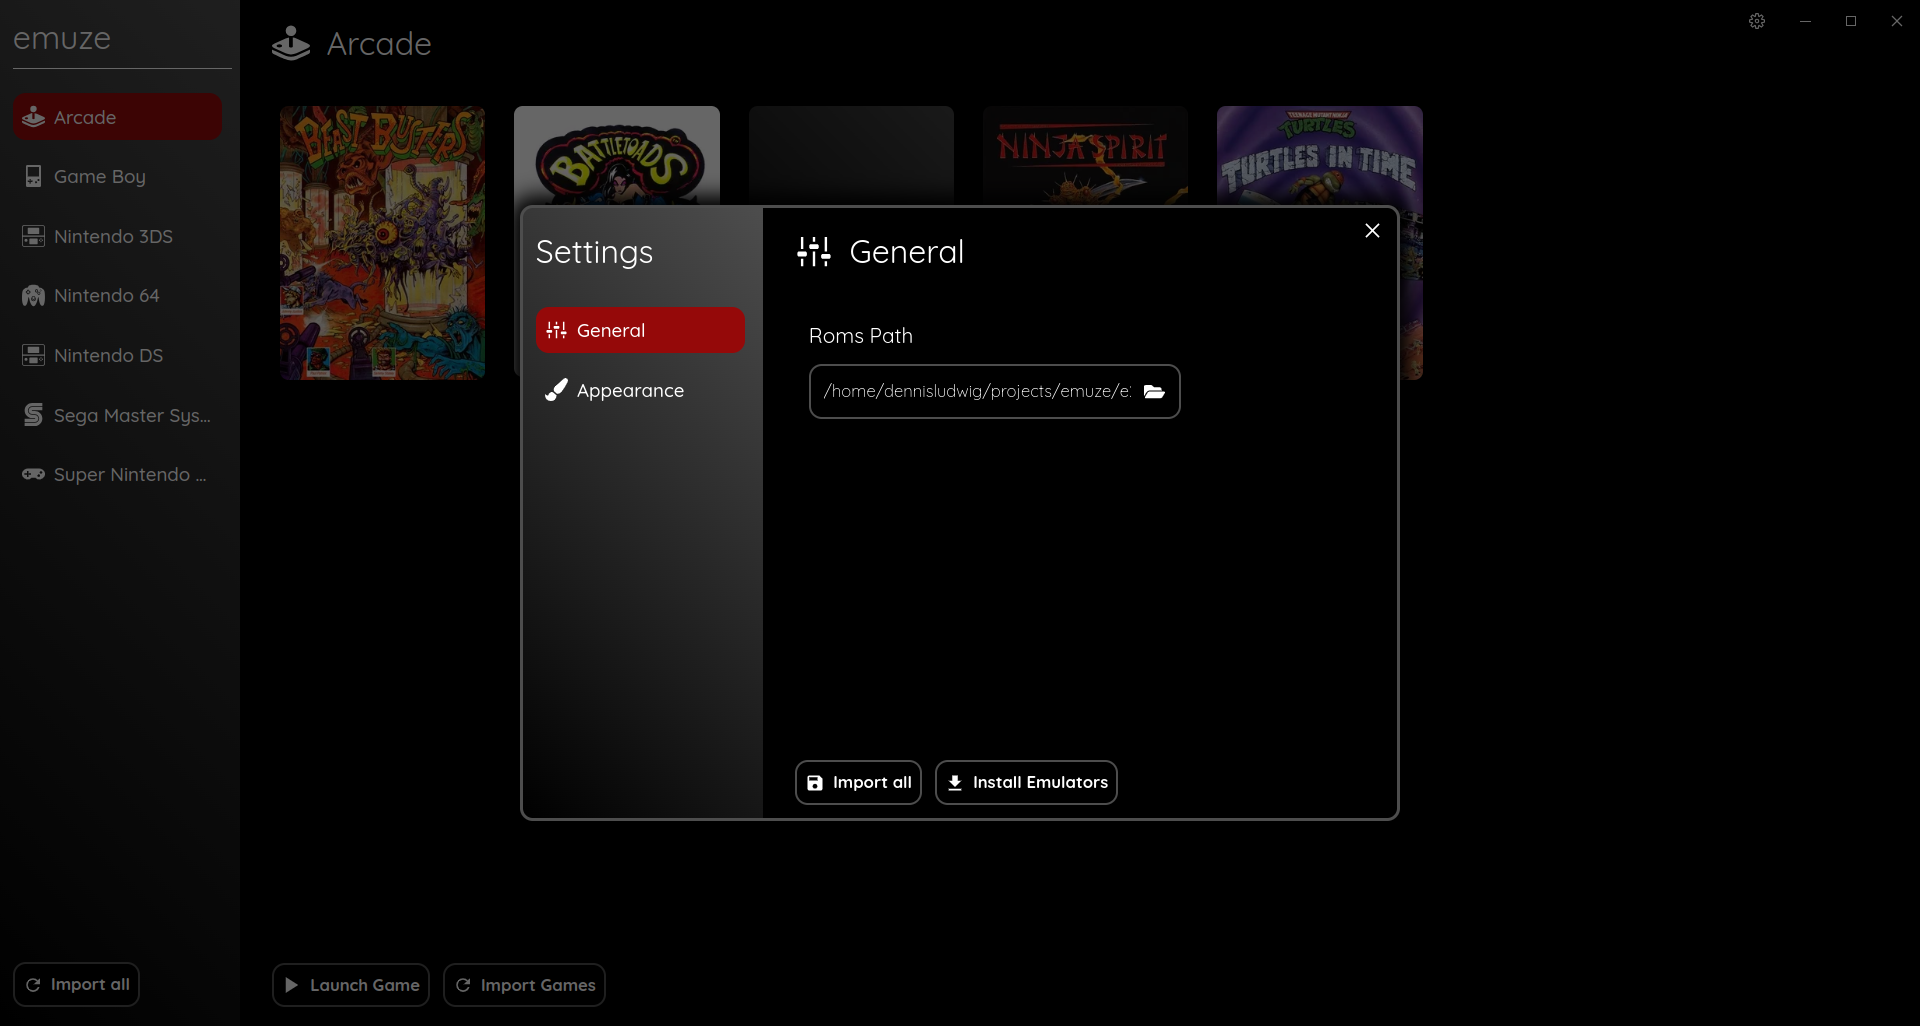 emuze
Arcade
Game Boy
Nintendo 3DS
Nintendo 64
Nintendo DS
Sega Master Sys...
Super Nintendo ...
Import all
Arcade
BEAST BUSTERS
BATTLETOADS
NINJA SPIRIT
TEENAGE MUTANT NINJA
TURTLES
TURTLES IN TIME
Settings
General
Appearance
General
Roms Path
/home/dennisludwig/projects/emuze/e
Import all
Install Emulators
Launch Game
Import Games